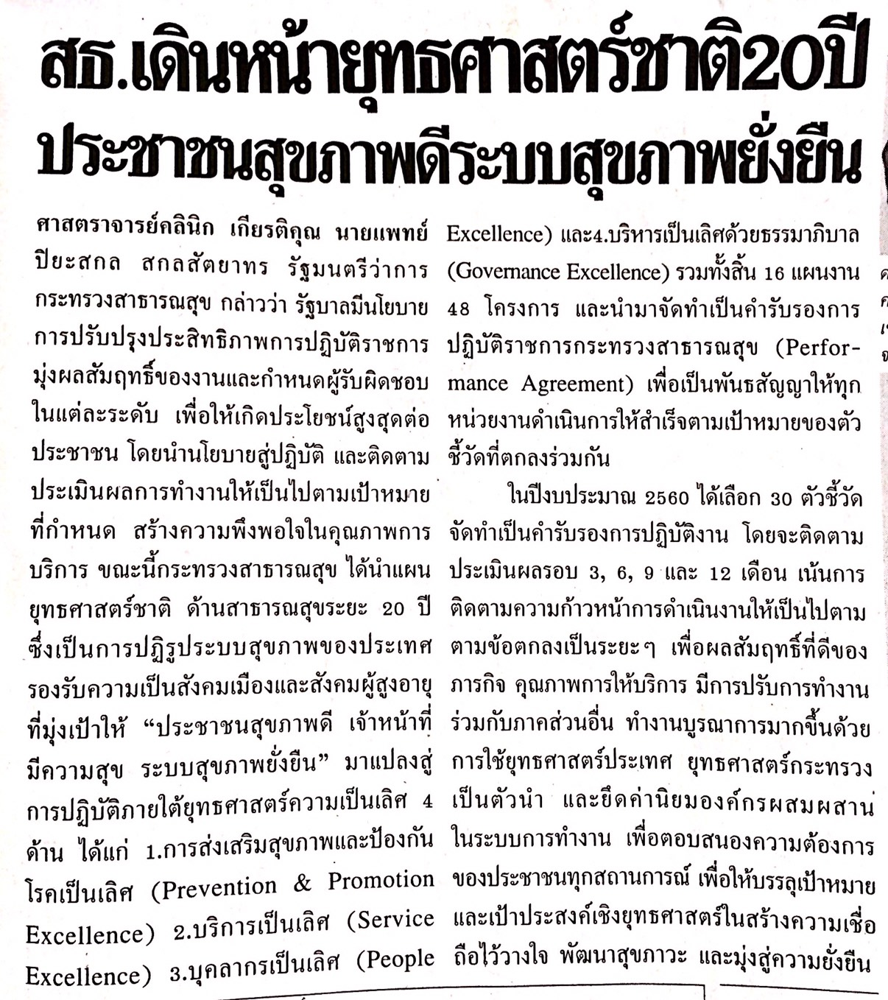 สธ.เดินหน้ายุทธศาสตร์ชาติ20ปี
ประชาชนสุขภาพดีระบบสุขภาพยั่งยืน
ศาสตราจารย์คลินิก เกียรติคุณ นายแพทย์
ปิยะสกล สกลสัตยาทร รัฐมนตรีว่าการ
กระทรวงสาธารณสุข กล่าวว่า รัฐบาลมีนโยบาย
การปรับปรุงประสิทธิภาพการปฏิบัติราชการ
มุ่งผลสัมฤทธิ์ของงานและกำหนดผู้รับผิดชอบ
ในแต่ละระดับ เพื่อให้เกิดประโยชน์สูงสุดต่อ
ประชาชน โดยนำนโยบายสู่ปฏิบัติ และติดตาม
ประเมินผลการทำงานให้เป็นไปตามเป้าหมาย
ที่กำหนด สร้างความพึงพอใจในคุณภาพการ
บริการ ขณะนี้กระทรวงสาธารณสุข ได้นำแผน
ยุทธศาสตร์ชาติ ด้านสาธารณสุขระยะ 20 ปี
ซึ่งเป็นการปฏิรูประบบสุขภาพของประเทศ
รองรับความเป็นสังคมเมืองและสังคมผู้สูงอายุ
ที่มุ่งเป้าให้ “ประชาชนสุขภาพดี เจ้าหน้าที่
มีความสุข ระบบสุขภาพยั่งยืน” มาแปลงสู่
การปฏิบัติภายใต้ยุทธศาสตร์ความเป็นเลิศ 4
ด้าน ได้แก่ 1.การส่งเสริมสุขภาพและป้องกัน
โรคเป็นเลิศ (Prevention & Promotion
Excellence) 2.บริการเป็นเลิศ (Service
Excellence) 3.บุคลากรเป็นเลิศ (People
Excellence) และ4.บริหารเป็นเลิศด้วยธรรมาภิบาล
(Governance Excellence) รวมทั้งสิ้น 16 แผนงาน
48 โครงการ และนำมาจัดทำเป็นคำรับรองการ
ปฏิบัติราชการกระทรวงสาธารณสุข (Perfor-
mance Agreement) เพื่อเป็นพันธสัญญาให้ทุก
หน่วยงานดำเนินการให้สำเร็จตามเป้าหมายของตัว
ชี้วัดที่ตกลงร่วมกัน
ในปีงบประมาณ 2560 ได้เลือก 30 ตัวชี้วัด
จัดทำเป็นคำรับรองการปฏิบัติงาน โดยจะติดตาม
ประเมินผลรอบ 3, 6, 9 และ 12 เดือน เน้นการ
ติดตามความก้าวหน้าการดำเนินงานให้เป็นไปตาม
ตามข้อตกลงเป็นระยะๆ เพื่อผลสัมฤทธิ์ที่ดีของ
ภารกิจ คุณภาพการให้บริการ มีการปรับการทำงาน
ร่วมกับภาคส่วนอื่น ทำงานบูรณาการมากขึ้นด้วย
การใช้ยุทธศาสตร์ประเทศ ยุทธศาสตร์กระทรวง
เป็นตัวนำ และยึดค่านิยมองค์กรผสมผสาน
ในระบบการทำงาน เพื่อตอบสนองความต้องการ
ของประชาชนทุกสถานการณ์ เพื่อให้บรรลุเป้าหมาย
และเป้าประสงค์เชิงยุทธศาสตร์ในสร้างความเชื่อ
ถือไว้วางใจ พัฒนาสุขภาวะ และมุ่งสู่ความยั่งยืน